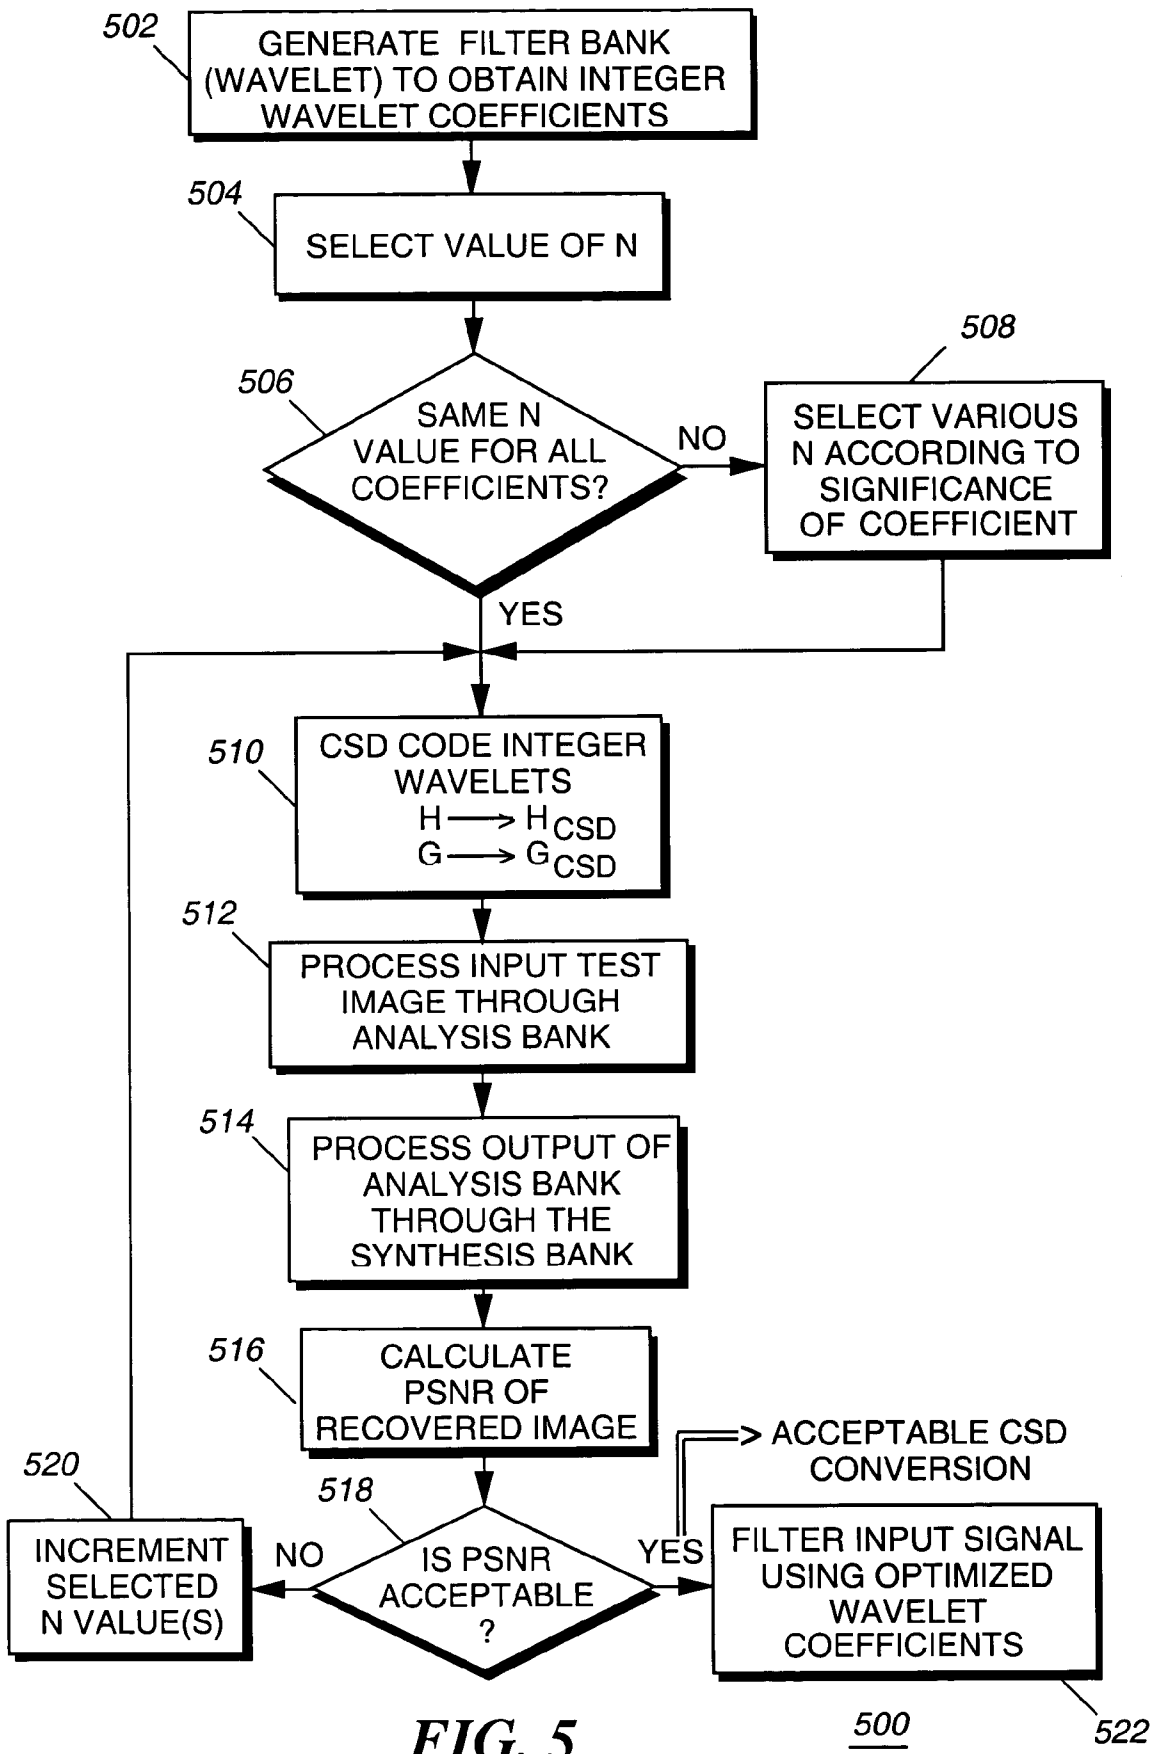 502
GENERATE FILTER BANK
(WAVELET) TO OBTAIN INTEGER
WAVELET COEFFICIENTS
504
SELECT VALUE OF N
506
SAME N
VALUE FOR ALL
COEFFICIENTS?
NO
508
SELECT VARIOUS
N ACCORDING TO
SIGNIFICANCE
OF COEFFICIENT
YES
510
CSD CODE INTEGER
WAVELETS
H → H CSD
G → G CSD
512
PROCESS INPUT TEST
IMAGE THROUGH
ANALYSIS BANK
514
PROCESS OUTPUT OF
ANALYSIS BANK
THROUGH THE
SYNTHESIS BANK
516
CALCULATE
PSNR OF
RECOVERED IMAGE
518
IS PSNR
ACCEPTABLE
?
NO
520
INCREMENT
SELECTED
N VALUE(S)
YES
ACCEPTABLE CSD
CONVERSION
FILTER INPUT SIGNAL
USING OPTIMIZED
WAVELET
COEFFICIENTS
522
FIG. 5
500